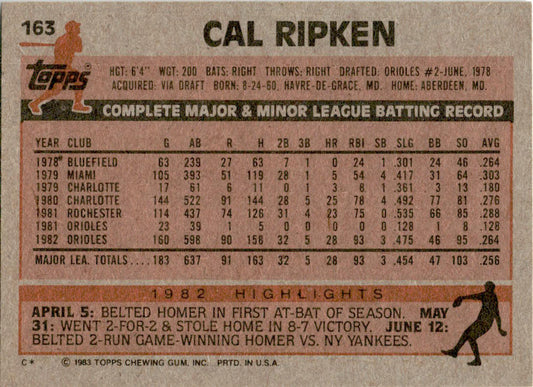 163
CAL RIPKEN
Topps
HGT: 6'4" WGT: 200 BATS: RIGHT THROWS: RIGHT DRAFTED: ORIOLES #2-JUNE, 1978
ACQUIRED: VIA DRAFT BORN: 8-24-60, HAVRE-DE-GRACE, MD. HOME: ABERDEEN, MD.
COMPLETE MAJOR & MINOR LEAGUE BATTING RECORD
YEAR CLUB G AB R H 2B 3B HR RBI SB SLG BB SO AVG
1978* BLUEFIELD 63 239 27 63 7 1 0 24 1 .301 24 46 .264
1979 MIAMI 105 393 51 119 28 1 5 54 4 .417 31 64 .303
1979 CHARLOTTE 17 61 6 11 0 1 3 8 1 .361 3 13 .180
1980 CHARLOTTE 144 522 91 144 28 5 25 78 4 .492 77 81 .276
1981 ROCHESTER 114 437 74 126 31 4 23 75 0 .535 66 85 .288
1981 ORIOLES 23 39 1 5 0 0 0 0 0 .128 1 8 .128
1982 ORIOLES 160 598 90 158 32 5 28 93 3 .475 46 95 .264
MAJOR LEA. TOTALS.... 183 637 91 163 32 5 28 93 3 .454 47 103 .256
1982 HIGHLIGHTS
APRIL 5: BELTED HOMER IN FIRST AT-BAT OF SEASON. MAY
31: WENT 2-FOR-2 & STOLE HOME IN 8-7 VICTORY. JUNE 12:
BELTED 2-RUN GAME-WINNING HOMER VS. NY YANKEES.
C* © 1983 TOPPS CHEWING GUM, INC. PRTD. IN U.S.A.